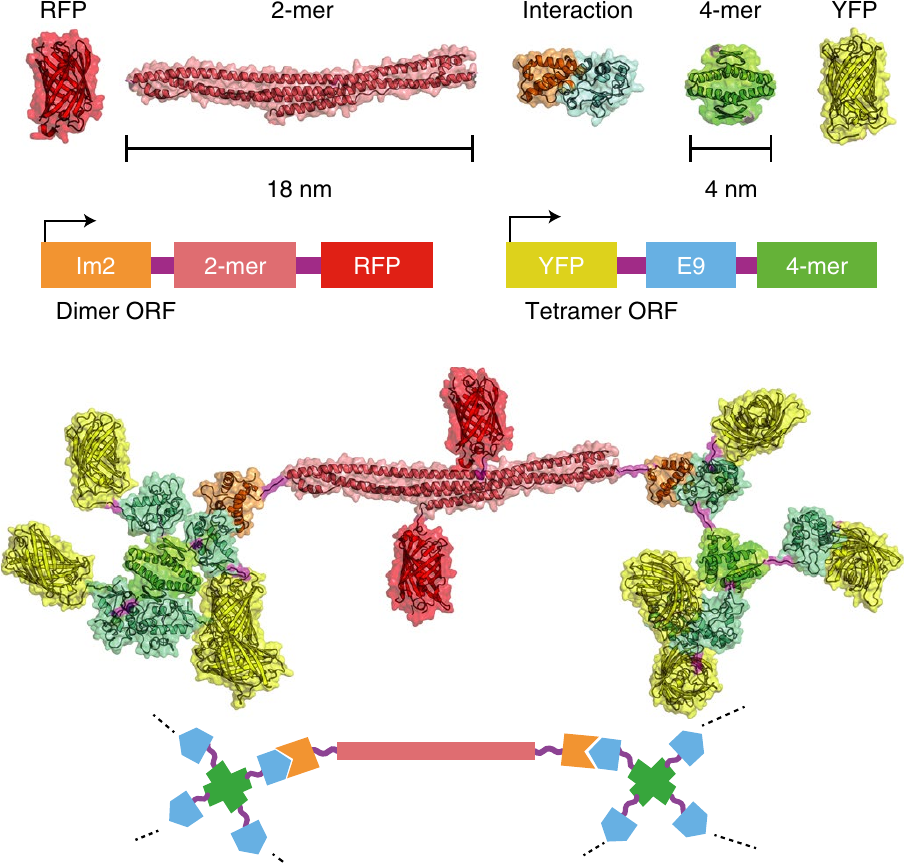 RFP 2-mer Interaction 4-mer YFP
18 nm 4 nm
Im2 2-mer RFP YFP E9 4-mer
Dimer ORF Tetramer ORF